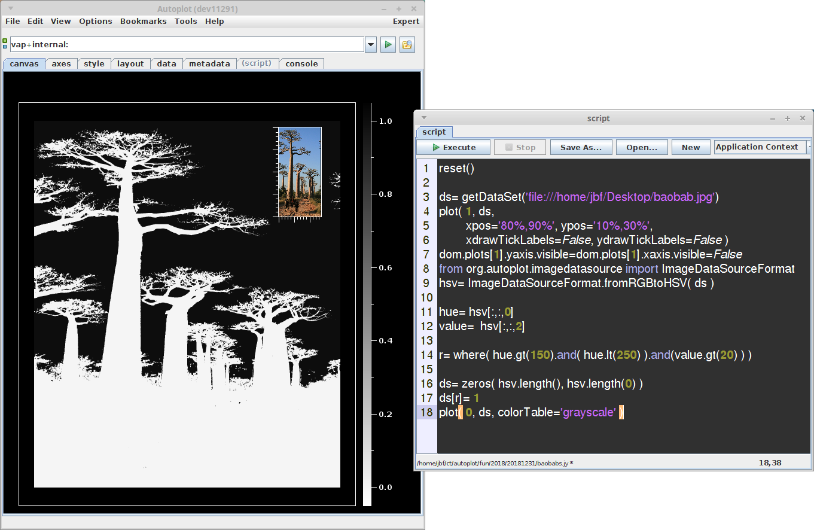 Autoplot (dev11291)
File Edit View Options Bookmarks Tools Help Expert
vap+internal:
canvas axes style layout data metadata (script) console
1.0
0.8
0.6
0.4
0.2
0.0
script
script
Execute Stop Save As... Open... New Application Context
1 reset()
2
3 ds= getDataSet('file:///home/jbf/Desktop/baobab.jpg')
4 plot( 1, ds,
5 xpos='80%,90%', ypos='10%,30%',
6 xdrawTickLabels=False, ydrawTickLabels=False )
7 dom.plots[1].yaxis.visible=dom.plots[1].xaxis.visible=False
8 from org.autoplot.imagedatasource import ImageDataSourceFormat
9 hsv= ImageDataSourceFormat.fromRGBtoHSV( ds )
10
11 hue= hsv[:,:,0]
12 value= hsv[:,:,2]
13
14 r= where( hue.gt(150).and( hue.lt(250) ).and(value.gt(20) ) )
15
16 ds= zeros( hsv.length(), hsv.length(0) )
17 ds[r]= 1
18 plot( 0, ds, colorTable='grayscale' )
/home/jbf/ct/autoplot/fun/2018/20181231/baobabs.jy *
18,38